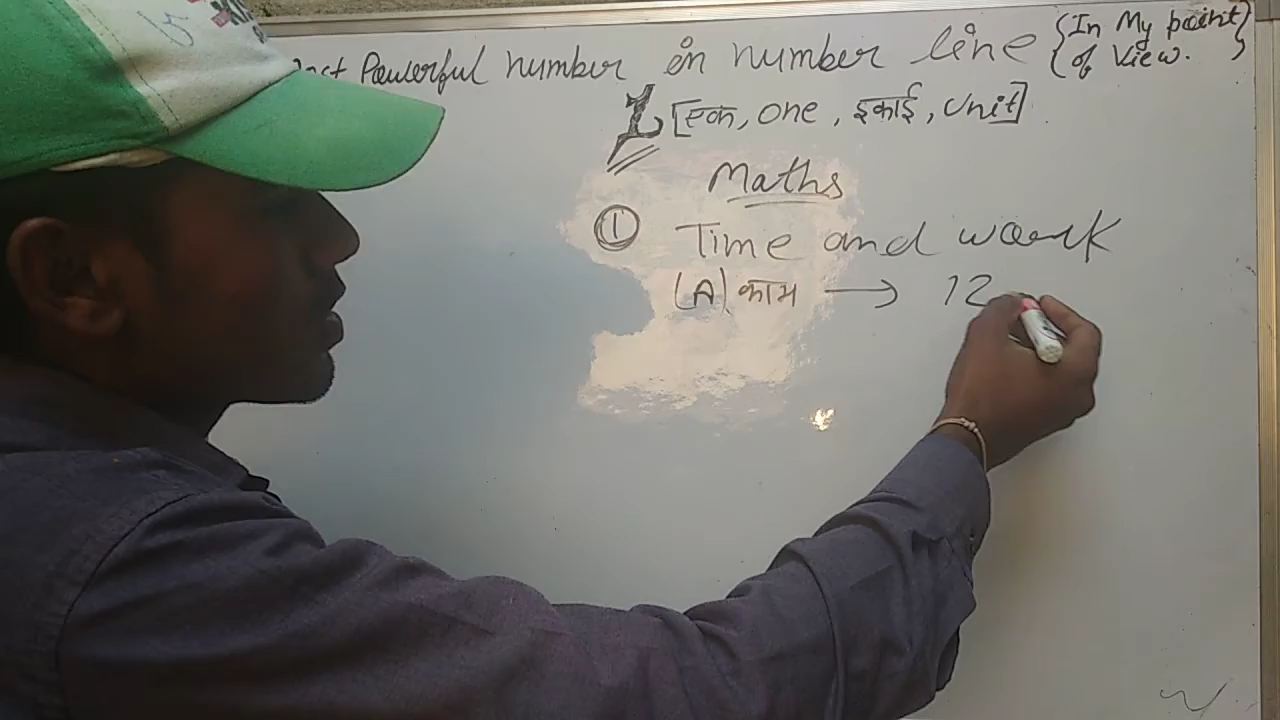 Powerful number in number line {In My point of View.}
1 [एक, one, इकाई, Unit]
Maths
① Time and work
(A) काम → 12